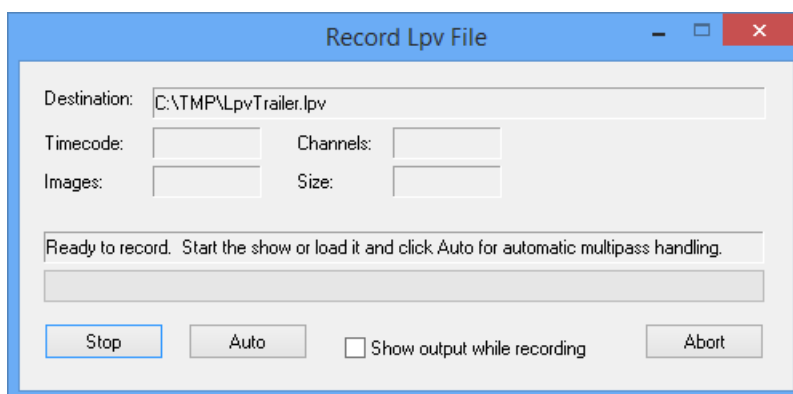 Record Lpv File
Destination: C:\TMP\LpvTrailer.lpv
Timecode: Channels:
Images: Size:
Ready to record. Start the show or load it and click Auto for automatic multipass handling.
Stop Auto Show output while recording Abort